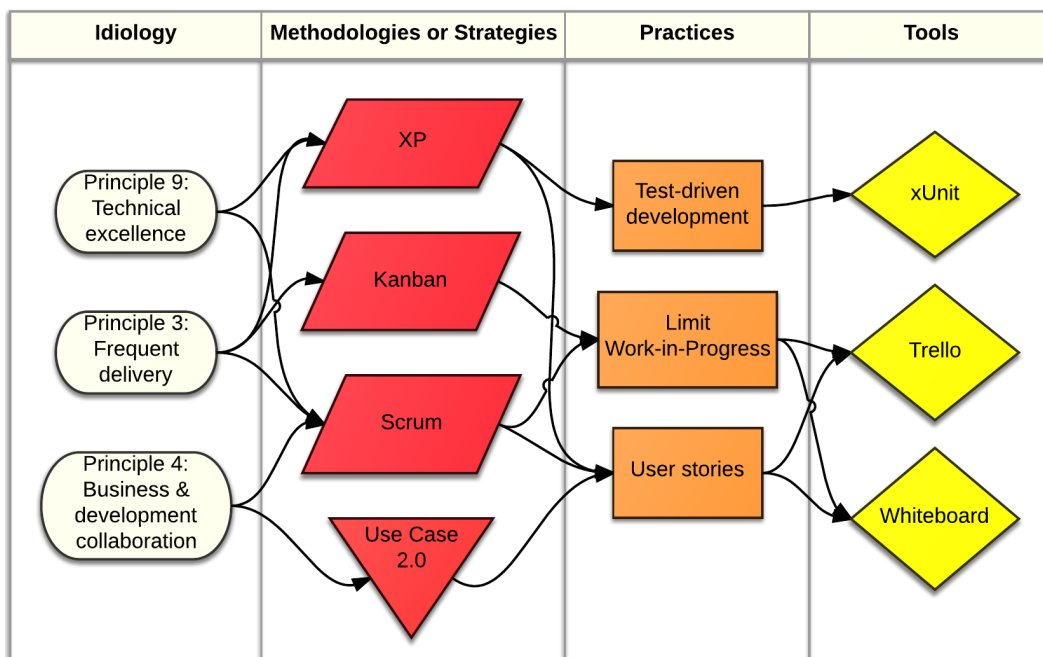 Idiology
Methodologies or Strategies
Practices
Tools
Principle 9:
Technical
excellence
Principle 3:
Frequent
delivery
Principle 4:
Business &
development
collaboration
XP
Kanban
Scrum
Use Case
2.0
Test-driven
development
Limit
Work-in-Progress
User stories
xUnit
Trello
Whiteboard